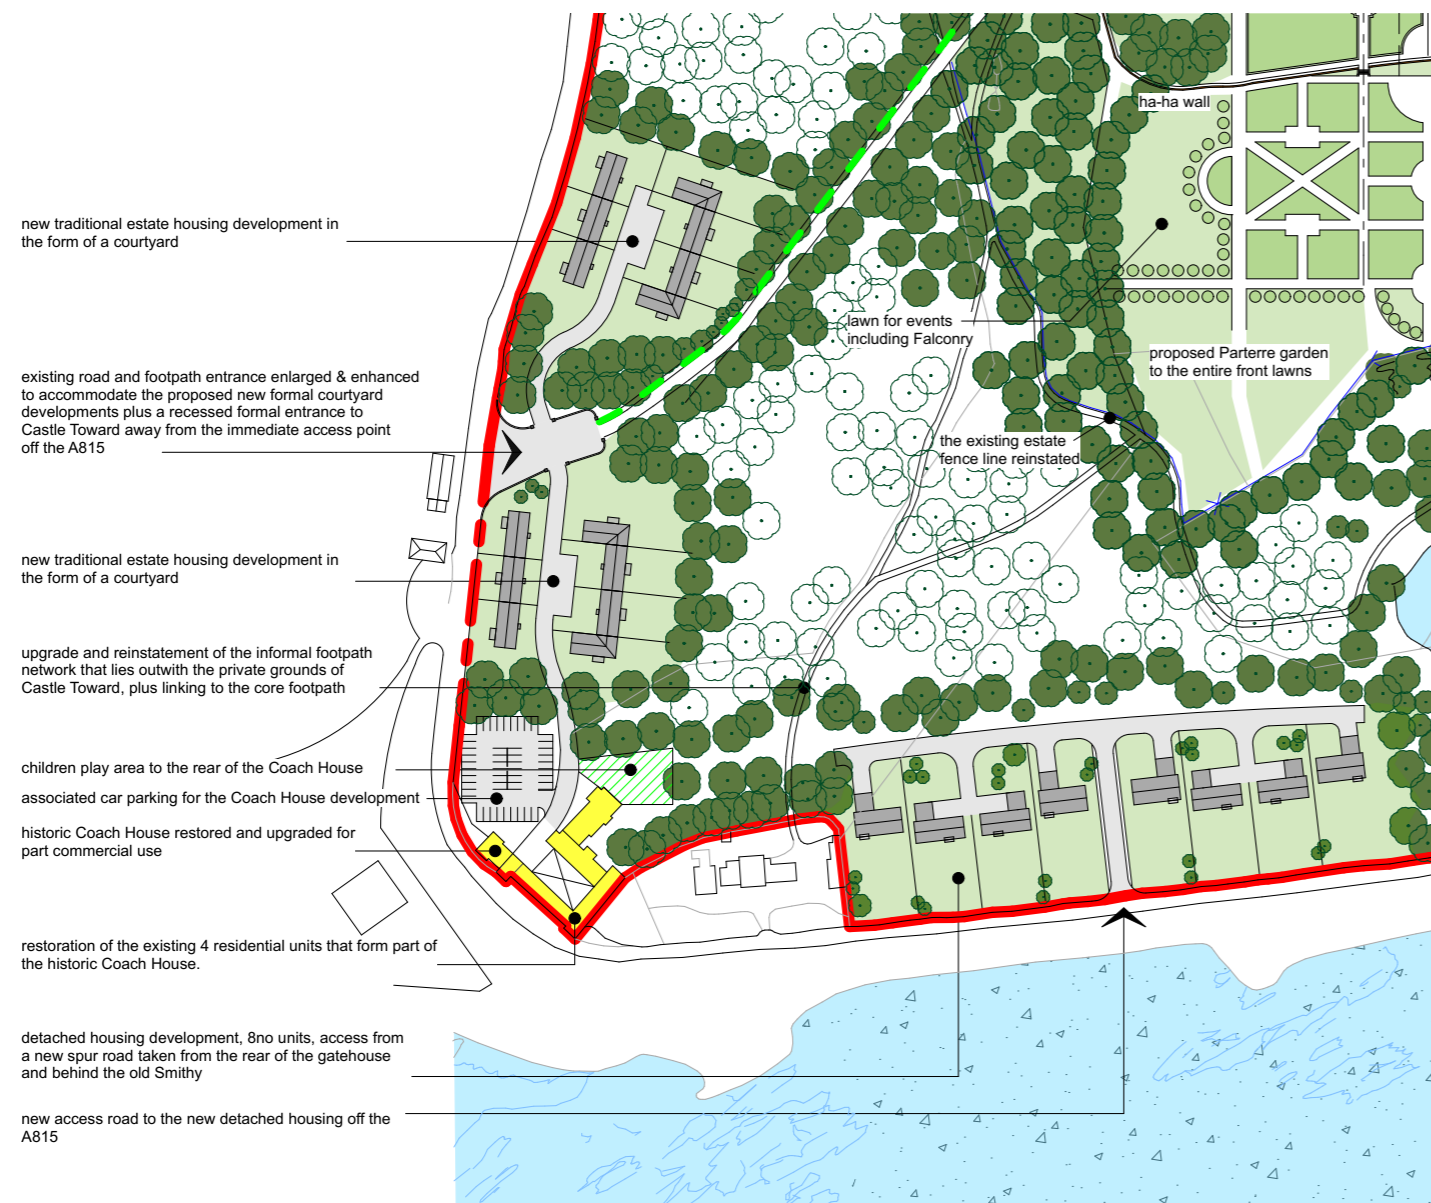 ha-ha wall
new traditional estate housing development in
the form of a courtyard
lawn for events
including Falconry
proposed Parterre garden
to the entire front lawns
existing road and footpath entrance enlarged & enhanced
to accommodate the proposed new formal courtyard
developments plus a recessed formal entrance to
Castle Toward away from the immediate access point
off the A815
the existing estate
fence line reinstated
new traditional estate housing development in
the form of a courtyard
upgrade and reinstatement of the informal footpath
network that lies outwith the private grounds of
Castle Toward, plus linking to the core footpath
children play area to the rear of the Coach House
associated car parking for the Coach House development
historic Coach House restored and upgraded for
part commercial use
restoration of the existing 4 residential units that form part of
the historic Coach House.
detached housing development, 8no units, access from
a new spur road taken from the rear of the gatehouse
and behind the old Smithy
new access road to the new detached housing off the
A815